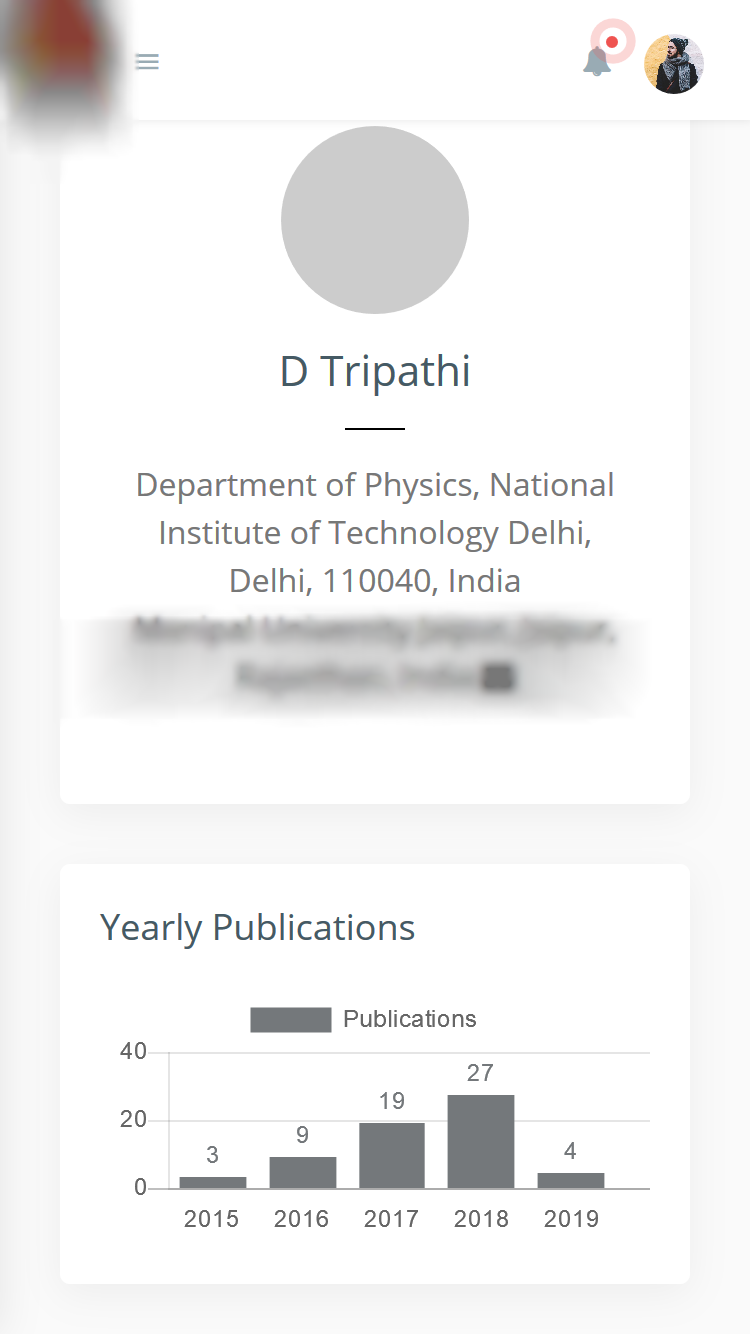 D Tripathi
Department of Physics, National
Institute of Technology Delhi,
Delhi, 110040, India
Yearly Publications
Publications
40
20
0
3
9
19
27
4
2015 2016 2017 2018 2019